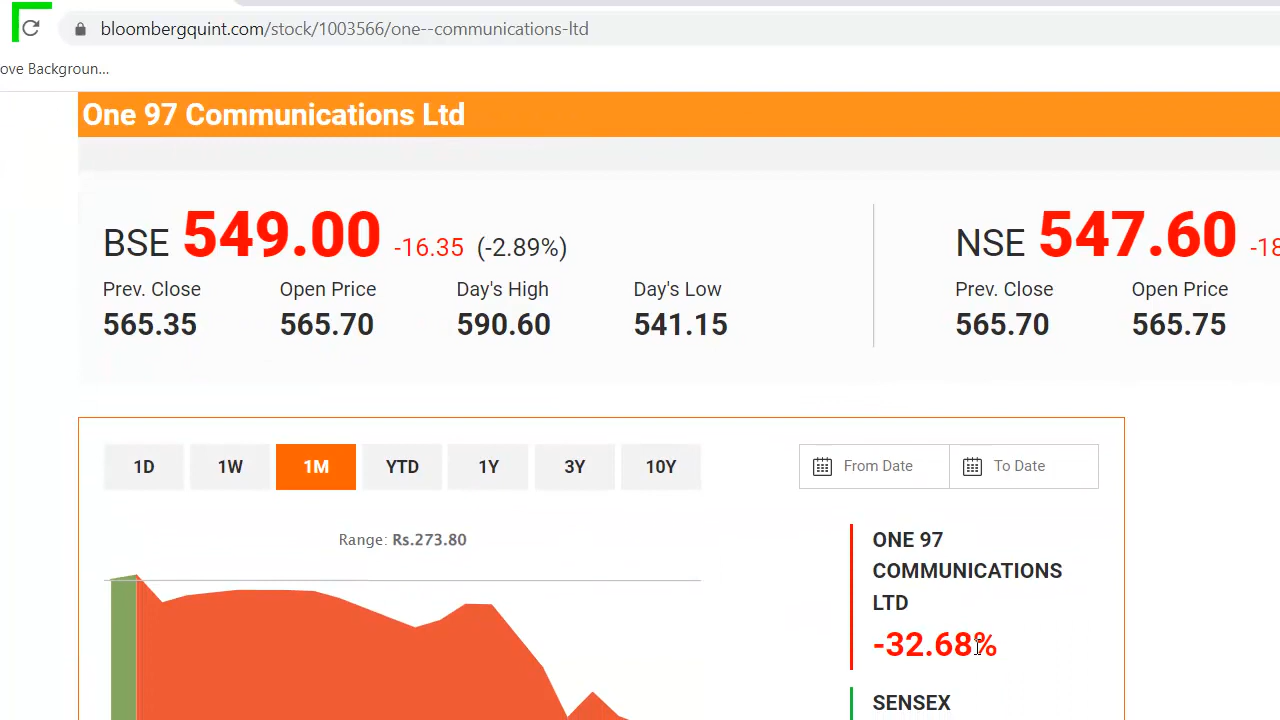 bloombergquint.com/stock/1003566/one--communications-ltd
ove Backgroun...
One 97 Communications Ltd
BSE 549.00 -16.35 (-2.89%)
Prev. Close Open Price Day's High Day's Low
565.35 565.70 590.60 541.15
NSE 547.60 -18
Prev. Close Open Price
565.70 565.75
1D 1W 1M YTD 1Y 3Y 10Y
From Date To Date
Range: Rs.273.80
ONE 97
COMMUNICATIONS
LTD
-32.68%
SENSEX